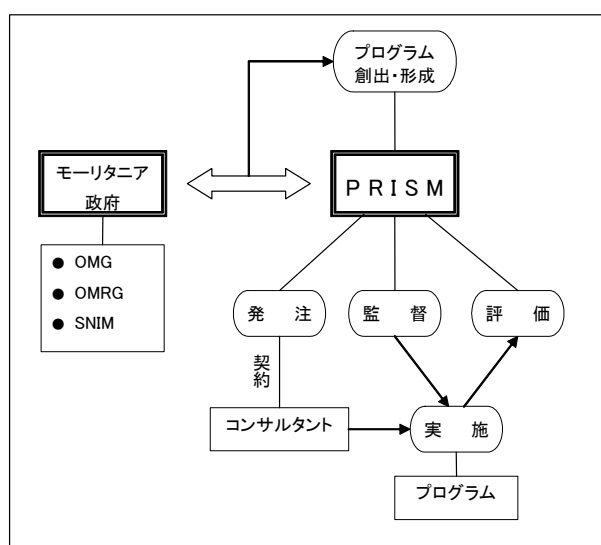 プログラム
創出・形成
モーリタニア
政府
PRISM
● OMG
● OMRG
● SNIM
発 注
監 督
評 価
契約
コンサルタント
実 施
プログラム